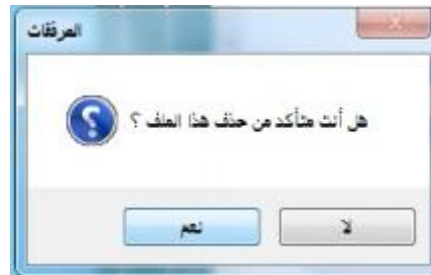 المرفقات
هل أنت متأكد من حذف هذا الملف ؟
نعم
لا